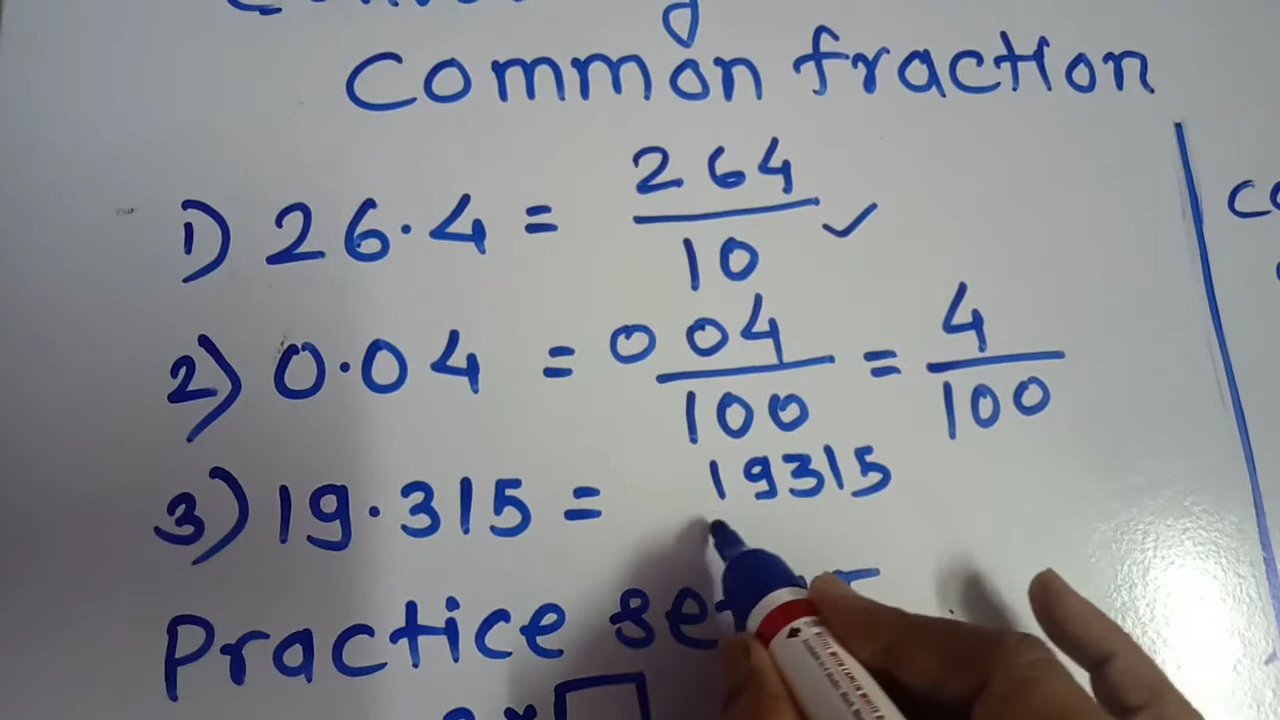 Common fraction
1) 26.4 = 264/10 ✓
2) 0.04 = 004/100 = 4/100
3) 19.315 = 19315
Practice set